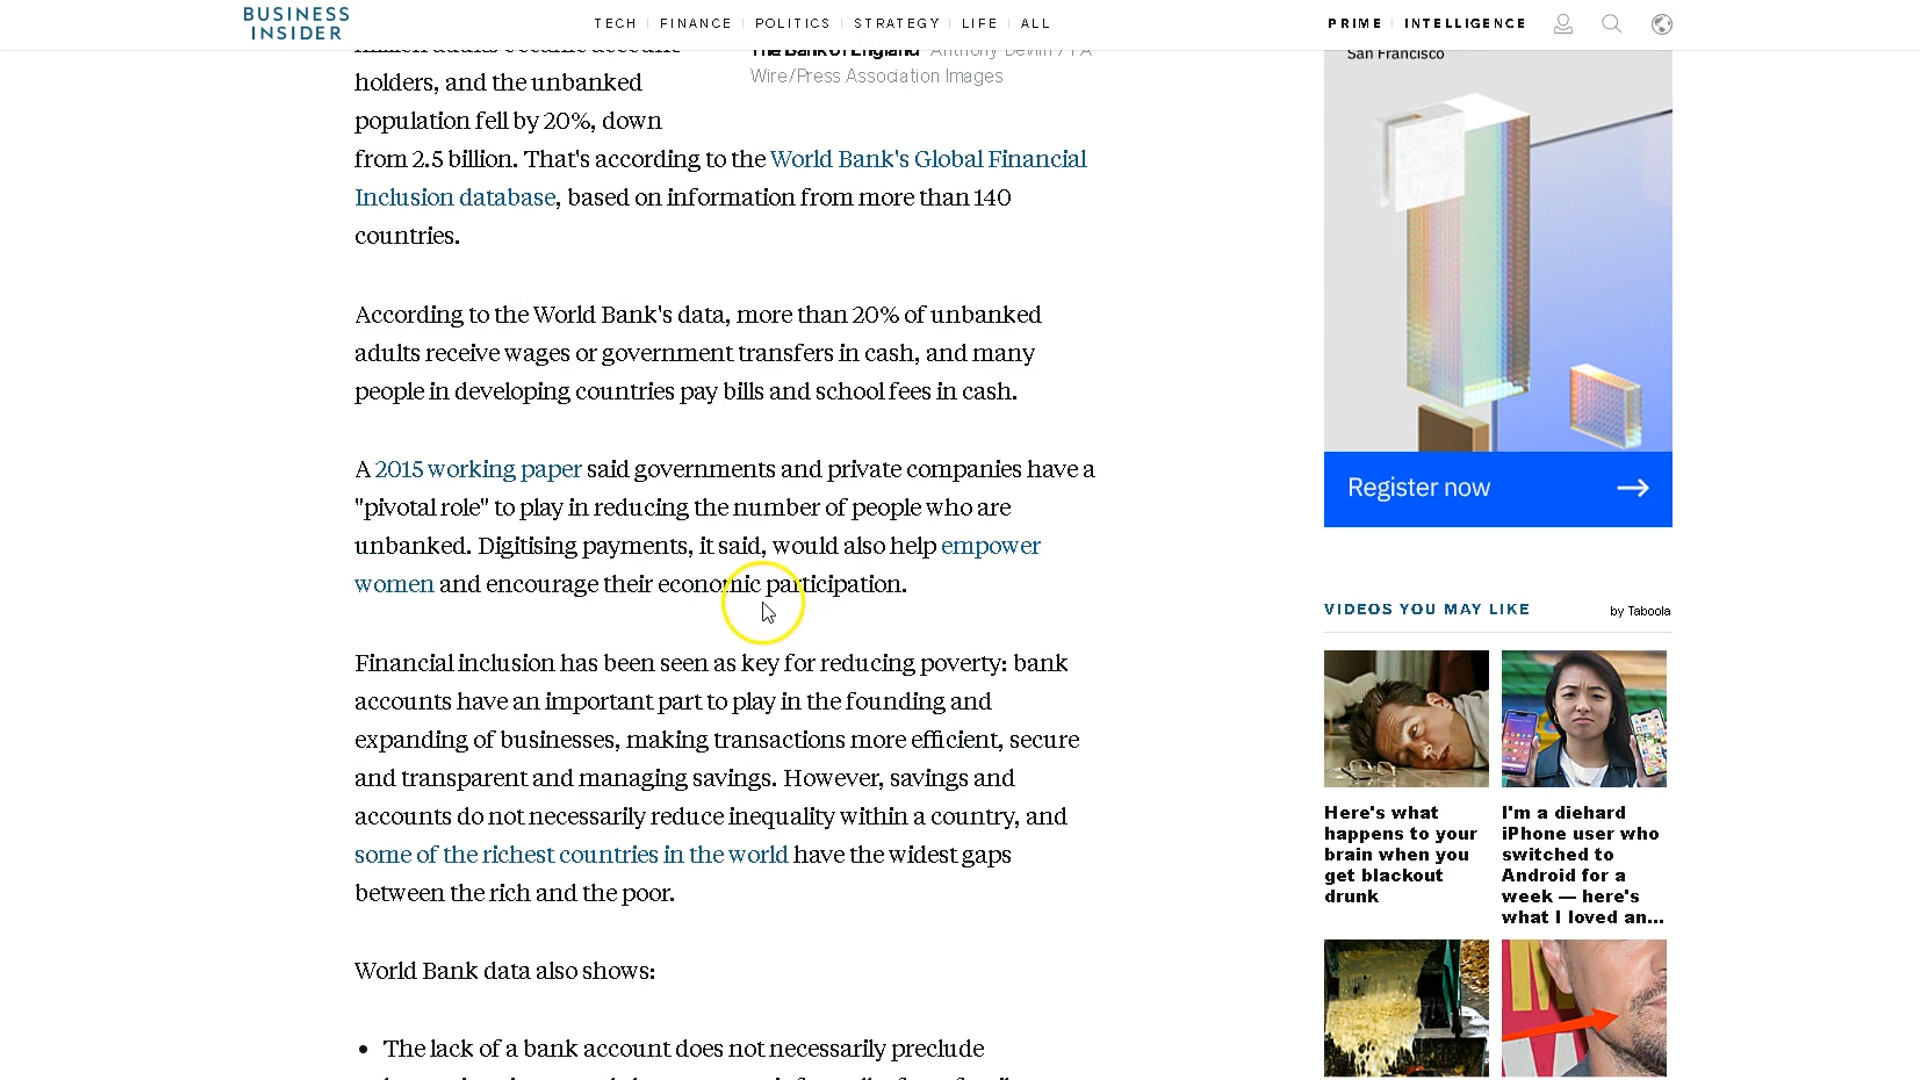 BUSINESS
INSIDER
TECH | FINANCE | POLITICS | STRATEGY | LIFE | ALL
PRIME | INTELLIGENCE
million adults became account
holders, and the unbanked
population fell by 20%, down
from 2.5 billion. That's according to the World Bank's Global Financial
Inclusion database, based on information from more than 140
countries.
The Bank of England Anthony Devlin / PA
Wire/Press Association Images
According to the World Bank's data, more than 20% of unbanked
adults receive wages or government transfers in cash, and many
people in developing countries pay bills and school fees in cash.
A 2015 working paper said governments and private companies have a
"pivotal role" to play in reducing the number of people who are
unbanked. Digitising payments, it said, would also help empower
women and encourage their economic participation.
Financial inclusion has been seen as key for reducing poverty: bank
accounts have an important part to play in the founding and
expanding of businesses, making transactions more efficient, secure
and transparent and managing savings. However, savings and
accounts do not necessarily reduce inequality within a country, and
some of the richest countries in the world have the widest gaps
between the rich and the poor.
World Bank data also shows:
• The lack of a bank account does not necessarily preclude
San Francisco
Register now →
VIDEOS YOU MAY LIKE
by Taboola
Here's what
happens to your
brain when you
get blackout
drunk
I'm a diehard
iPhone user who
switched to
Android for a
week — here's
what I loved an...